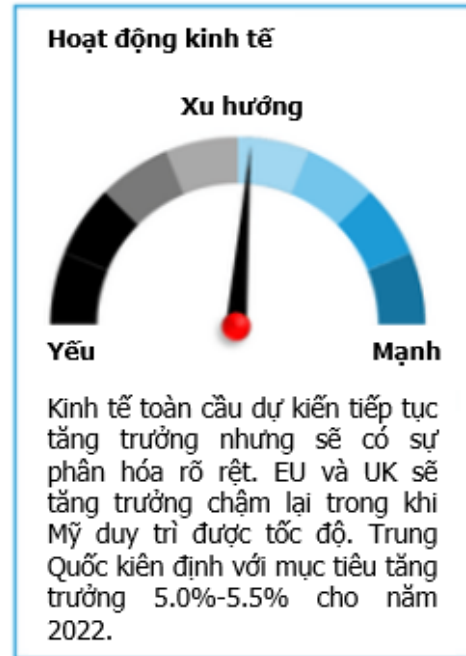 Hoạt động kinh tế
Xu hướng
Yếu
Mạnh
Kinh tế toàn cầu dự kiến tiếp tục
tăng trưởng nhưng sẽ có sự
phân hóa rõ rệt. EU và UK sẽ
tăng trưởng chậm lại trong khi
Mỹ duy trì được tốc độ. Trung
Quốc kiên định với mục tiêu tăng
trưởng 5.0%-5.5% cho năm
2022.